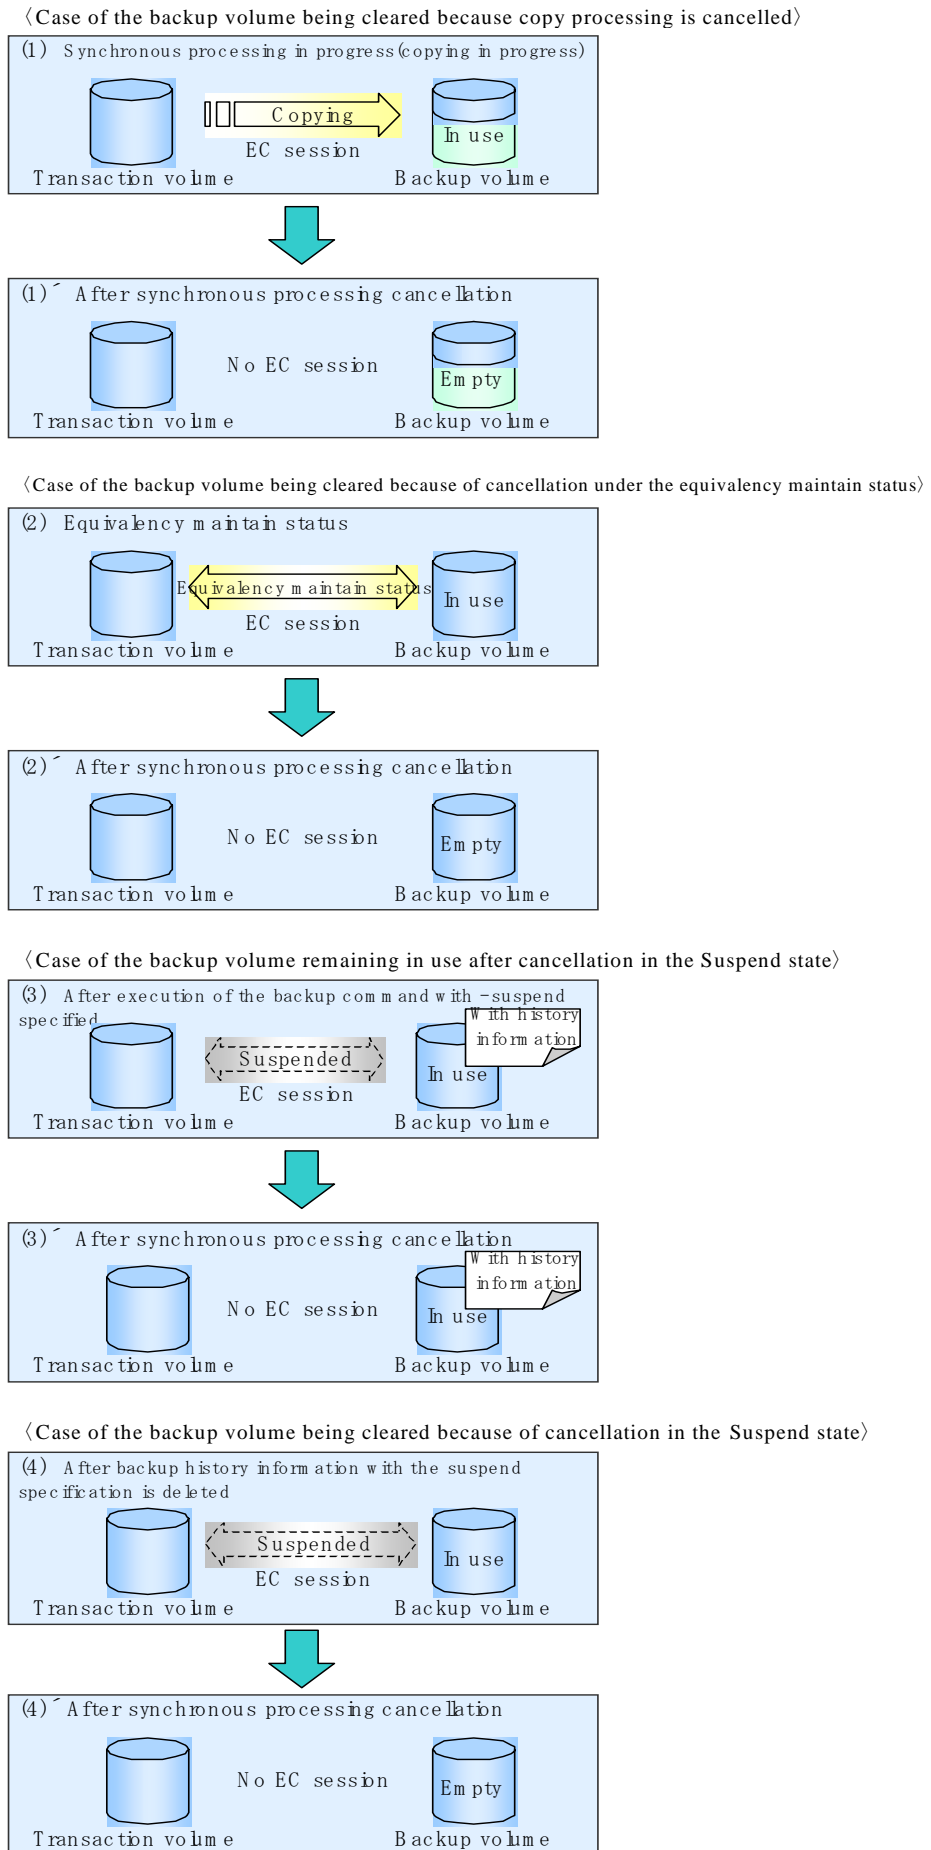 〈Case of the backup volume being cleared because copy processing is cancelled〉
(1) Synchronous processing in progress(copying in progress)
Copying
In use
EC session
Transaction volume
Backup volume
(1)´ After synchronous processing cancellation
No EC session
Empty
Transaction volume
Backup volume
〈Case of the backup volume being cleared because of cancellation under the equivalency maintain status〉
(2) Equivalency maintain status
Equivalency maintain status
In use
EC session
Transaction volume
Backup volume
(2)´ After synchronous processing cancellation
No EC session
Empty
Transaction volume
Backup volume
〈Case of the backup volume remaining in use after cancellation in the Suspend state〉
(3) After execution of the backup command with -suspend
specified
With history
information
Suspended
In use
EC session
Transaction volume
Backup volume
(3)´ After synchronous processing cancellation
With history
information
No EC session
In use
Transaction volume
Backup volume
〈Case of the backup volume being cleared because of cancellation in the Suspend state〉
(4) After backup history information with the suspend
specification is deleted
Suspended
In use
EC session
Transaction volume
Backup volume
(4)´ After synchronous processing cancellation
No EC session
Empty
Transaction volume
Backup volume